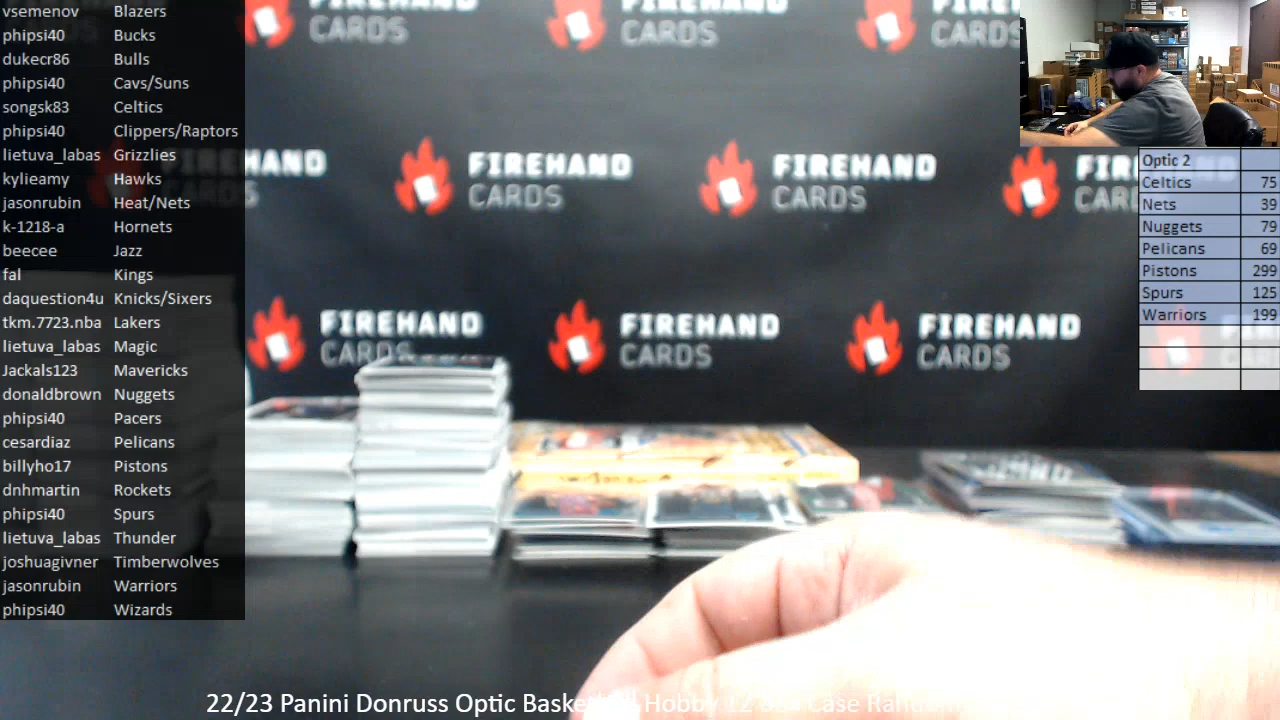 vsemenov Blazers
phipsi40 Bucks
dukecr86 Bulls
phipsi40 Cavs/Suns
songsk83 Celtics
phipsi40 Clippers/Raptors
lietuva_labas Grizzlies
kylieamy Hawks
jasonrubin Heat/Nets
k-1218-a Hornets
beecee Jazz
fal Kings
daquestion4u Knicks/Sixers
tkm.7723.nba Lakers
lietuva_labas Magic
Jackals123 Mavericks
donaldbrown Nuggets
phipsi40 Pacers
cesardiaz Pelicans
billyho17 Pistons
dnhmartin Rockets
phipsi40 Spurs
lietuva_labas Thunder
joshuagivner Timberwolves
jasonrubin Warriors
phipsi40 Wizards
CARDS
CARDS
CARDS
FIREHAND
CARDS
FIREHAND
CARDS
FIREHAND
CARDS
FIREHAND
CARDS
FIREHAND
CARDS
Optic 2
Celtics 75
Nets 39
Nuggets 79
Pelicans 69
Pistons 299
Spurs 125
Warriors 199
22/23 Panini Donruss Optic Hobby 12 Case